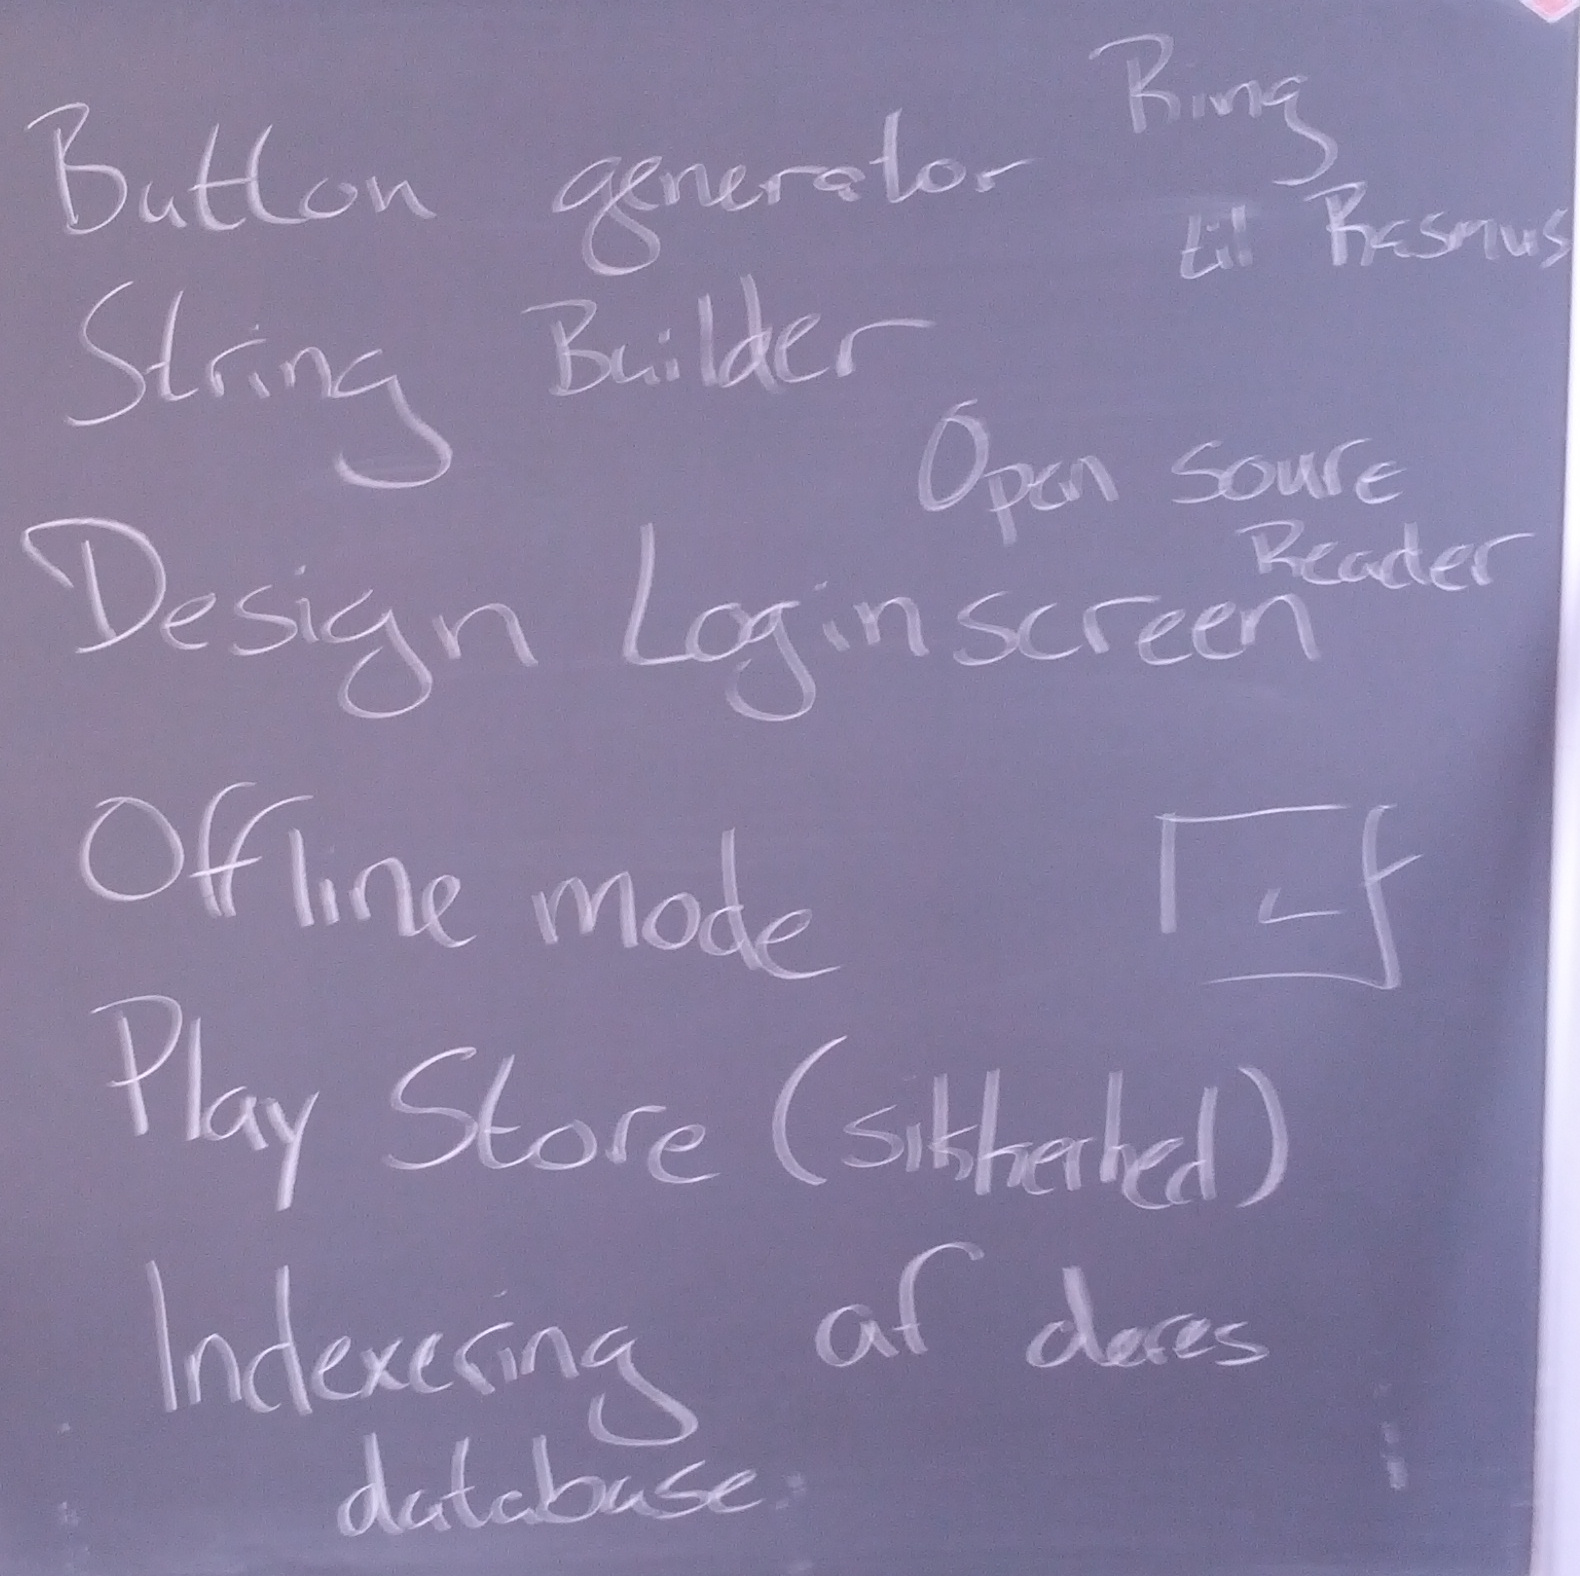 Button generator
Ring
til Rasmus
String Builder
Open Sourc
Reader
Design Loginscreen
Offline mode
Play Store (sikkerhed)
Indexering af deres
database